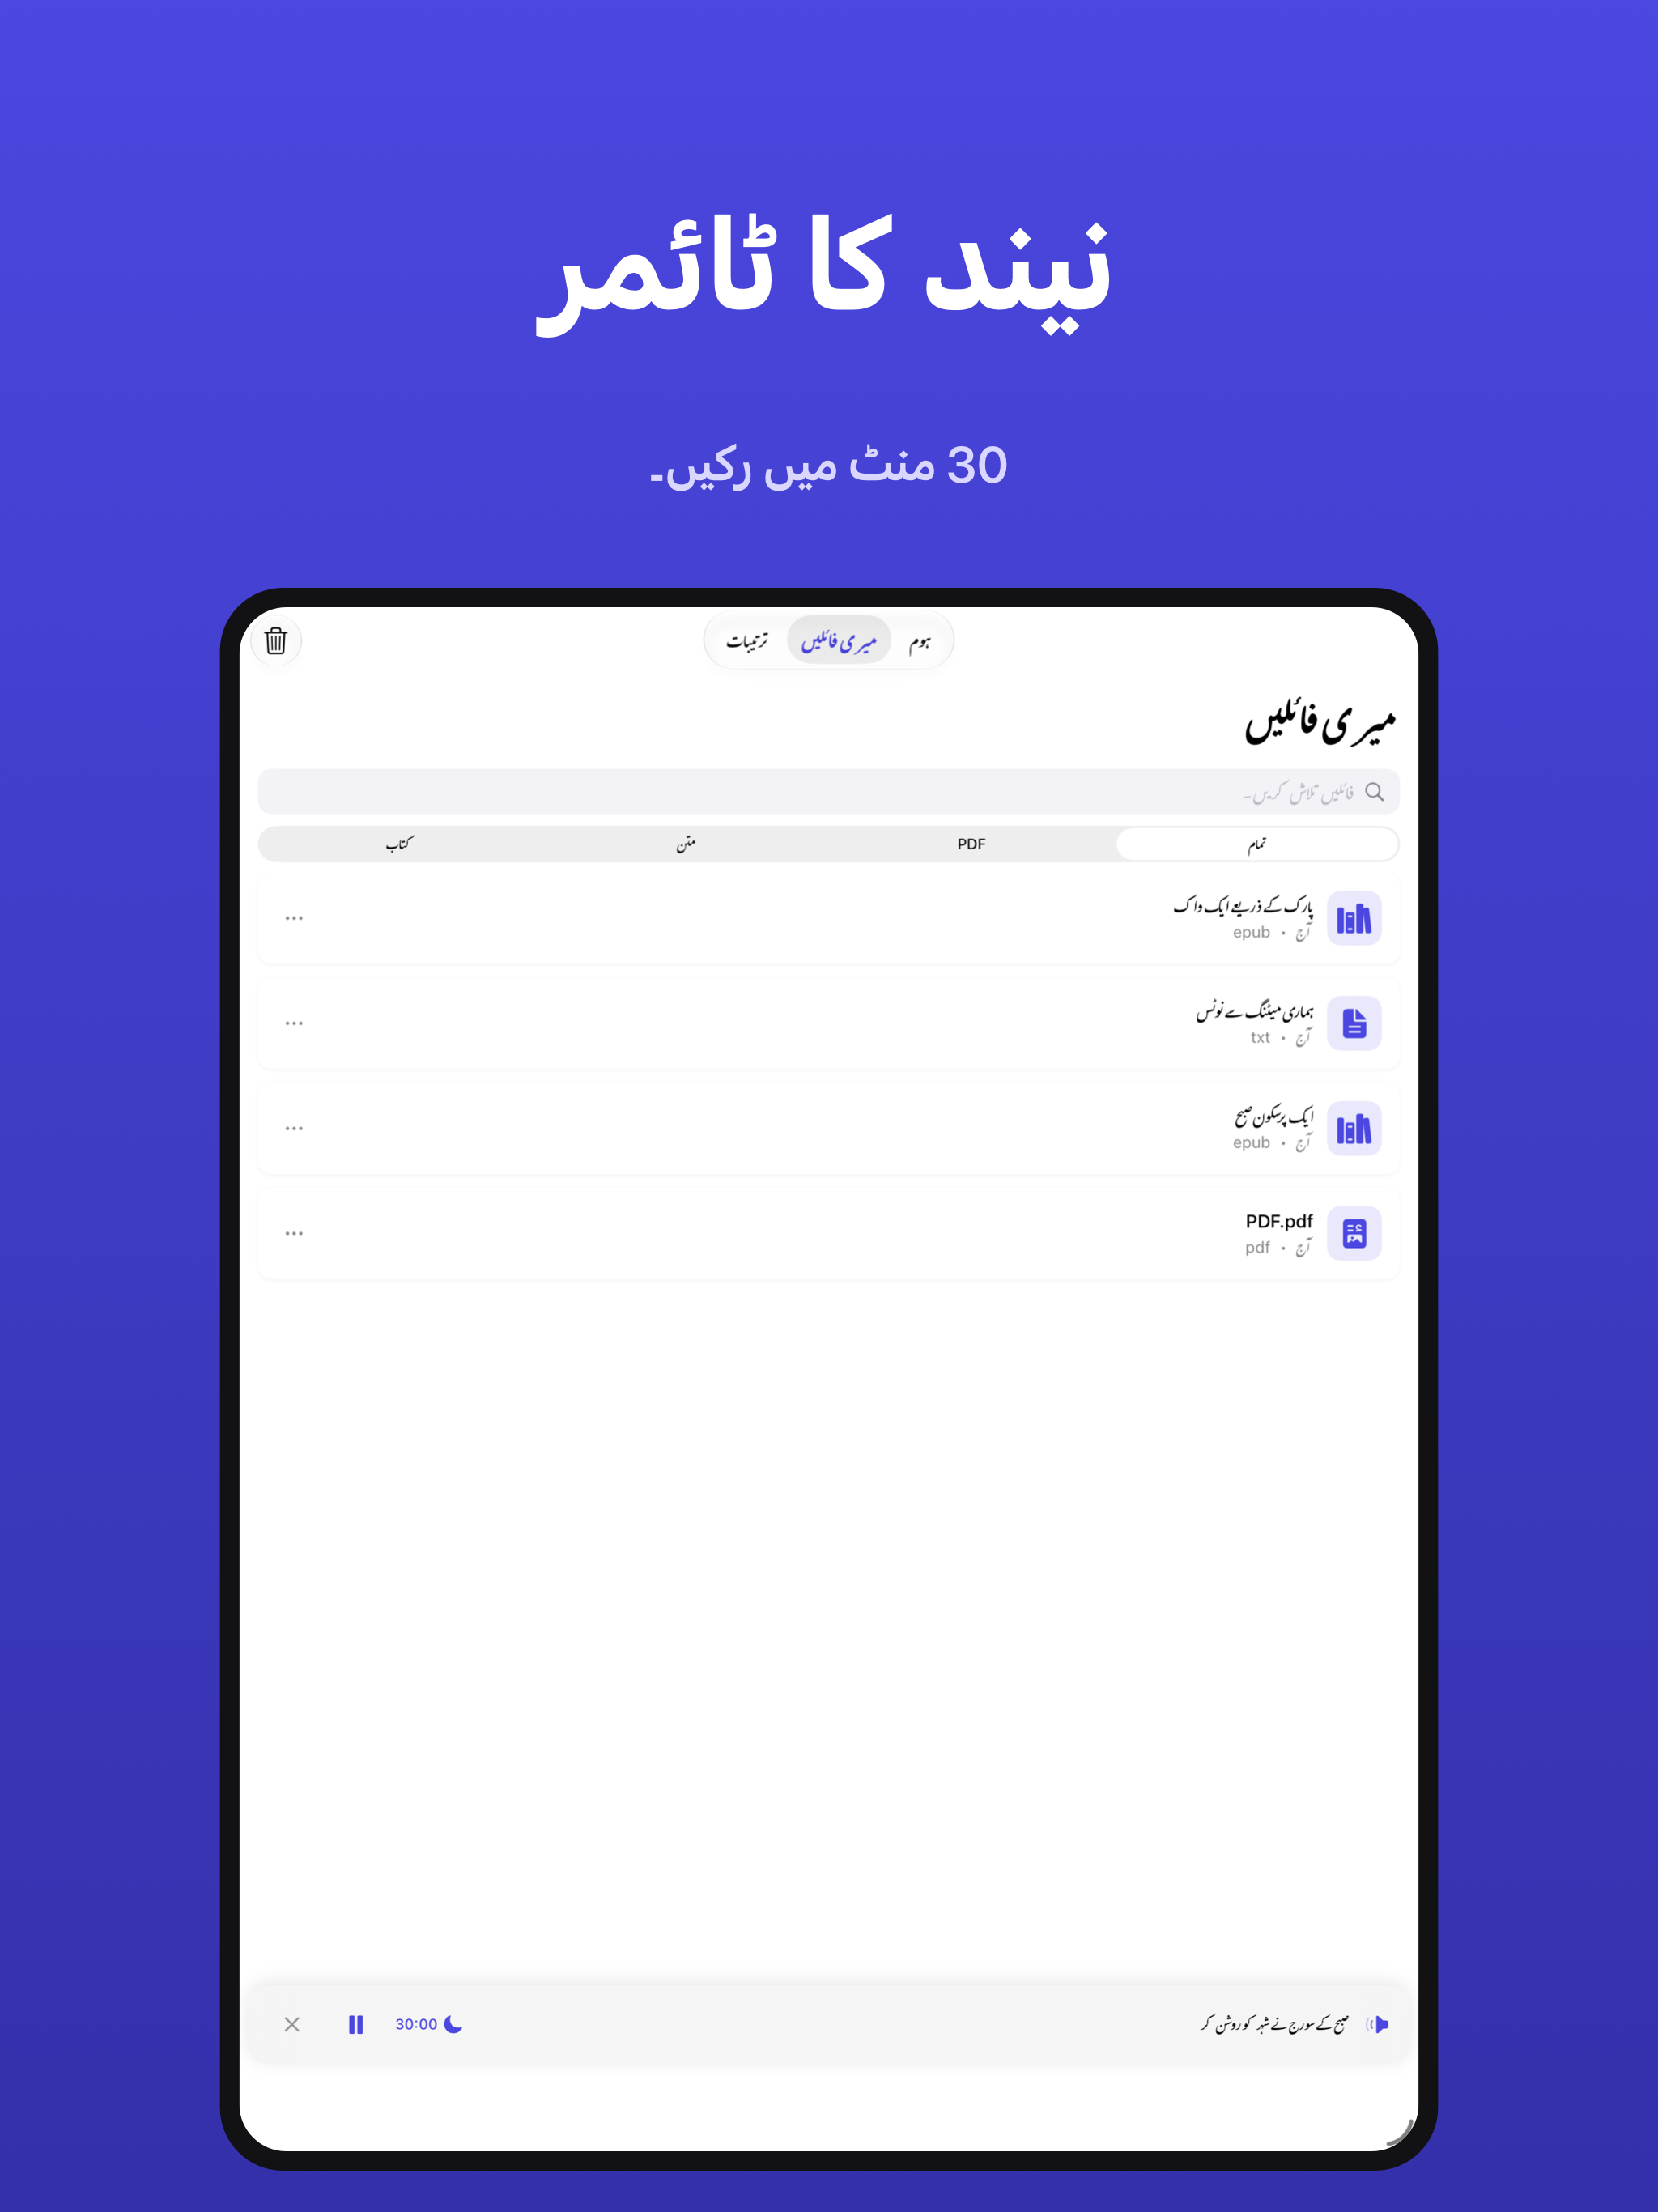 نیند کا ٹائمر
30 منٹ میں رکیں۔
ہوم
میری فائلیں
ترتیبات
میری فائلیں
فائلیں تلاش کریں۔
تمام
PDF
متن
کتاب
پارک کے ذریعے ایک واک
آج • epub
ہماری میٹنگ سے نوٹس
آج • txt
ایک پرسکون صبح
آج • epub
PDF.pdf
آج • pdf
صبح کے سورج نے شہر کو روشن کر
30:00